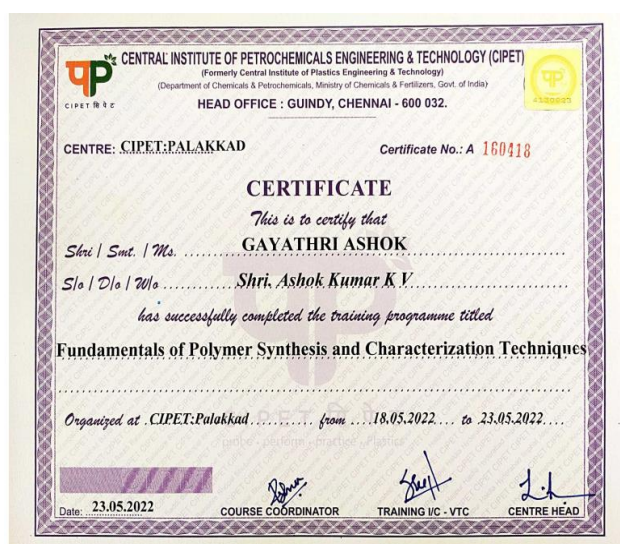 CENTRAL INSTITUTE OF PETROCHEMICALS ENGINEERING & TECHNOLOGY (CIPET)
(Formerly Central Institute of Plastics Engineering & Technology)
(Department of Chemicals & Petrochemicals, Ministry of Chemicals & Fertilizers, Govt. of India)
HEAD OFFICE : GUINDY, CHENNAI - 600 032.
CENTRE: CIPET:PALAKKAD
Certificate No.: A 160418
CERTIFICATE
This is to certify that
Shri / Smt. / Ms. GAYATHRI ASHOK
S/o / D/o / W/o Shri. Ashok Kumar K V
has successfully completed the training programme titled
Fundamentals of Polymer Synthesis and Characterization Techniques
Organized at CIPET:Palakkad from 18.05.2022 to 23.05.2022
Date: 23.05.2022
COURSE COORDINATOR
TRAINING I/C - VTC
CENTRE HEAD